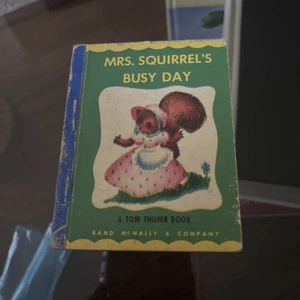 MRS. SQUIRREL'S
BUSY DAY
A TOM THUMB BOOK
RAND MCNALLY & COMPANY